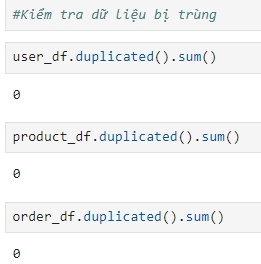 #Kiểm tra dữ liệu bị trùng
user_df.duplicated().sum()
0
product_df.duplicated().sum()
0
order_df.duplicated().sum()
0